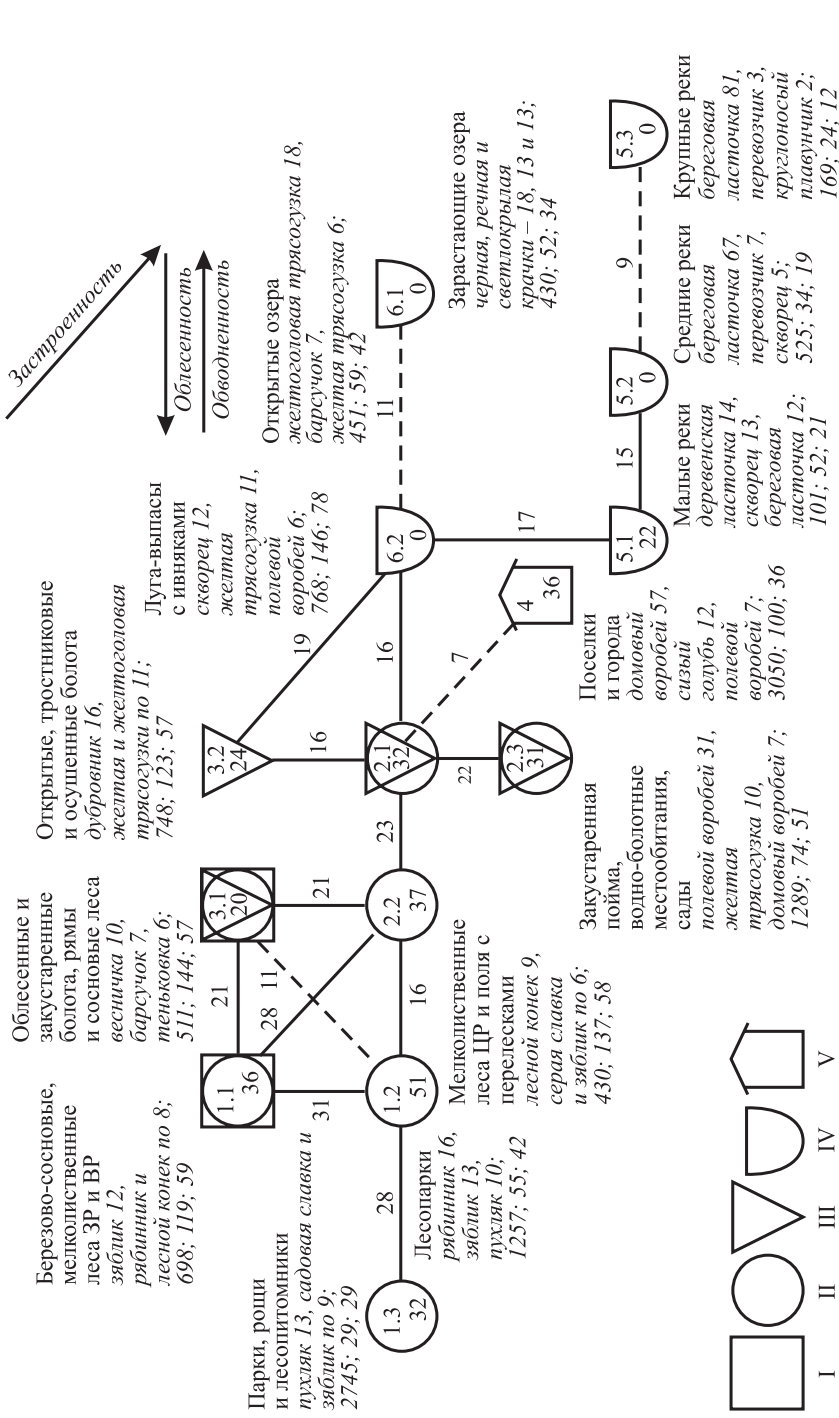 Застроенность
Облесенность
Обводненность
Березово-сосновые,
мелколиственные
леса ЗР и ВР
зяблик 12,
рябинник и
лесной конек по 8;
698; 119; 59
Облесенные и
закустаренные
болота, рямы
и сосновые леса
весничка 10,
барсучок 7,
теньковка 6;
511; 144; 57
Открытые, тростниковые
и осушенные болота
дубровник 16,
желтая и желтоголовая
трясогузки по 11;
748; 123; 57
Луга-выпасы
с ивняками
скворец 12,
желтая
трясогузка 11,
полевой
воробей 6;
768; 146; 78
Открытые озера
желтоголовая трясогузка 18,
барсучок 7,
желтая трясогузка 6;
451; 59; 42
Парки, рощи
и лесопитомники
пухляк 13, садовая славка и
зяблик по 9;
2745; 29; 29
1.1
36
21
3.1
20
3.2
24
19
31
28
11
21
16
1.3
32
28
1.2
51
16
2.2
37
23
2.1
32
16
6.2
0
11
6.1
0
22
7
17
2.3
31
4
36
5.1
22
15
5.2
0
9
5.3
0
Лесопарки
рябинник 16,
зяблик 13,
пухляк 10;
1257; 55; 42
Мелколиственные
леса ЦР и поля с
перелесками
лесной конек 9,
серая славка
и зяблик по 6;
430; 137; 58
Зарастающие озера
черная, речная и
светлокрылая
крачки – 18, 13 и 13;
430; 52; 34
Закустаренная
пойма,
водно-болотные
местообитания,
сады
полевой воробей 31,
желтая
трясогузка 10,
домовый воробей 7;
1289; 74; 51
Поселки
и города
домовый
воробей 57,
сизый
голубь 12,
полевой
воробей 7;
3050; 100; 36
Малые реки
деревенская
ласточка 14,
скворец 13,
береговая
ласточка 12;
101; 52; 21
Средние реки
береговая
ласточка 67,
перевозчик 7,
скворец 5;
525; 34; 19
Крупные реки
береговая
ласточка 81,
перевозчик 3,
круглоносый
плавунчик 2;
169; 24; 12
I
II
III
IV
V